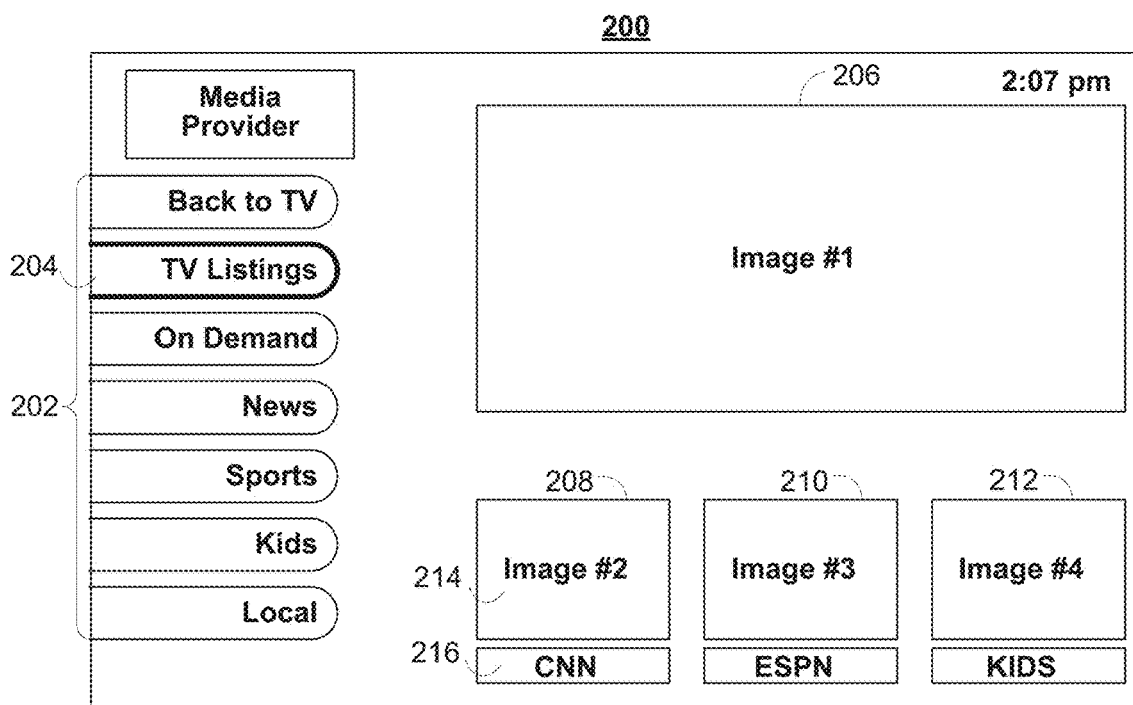 200
Media
Provider
206
2:07 pm
Back to TV
204
TV Listings
Image #1
On Demand
202
News
Sports
208
210
212
Kids
214
Image #2
Image #3
Image #4
Local
216
CNN
ESPN
KIDS